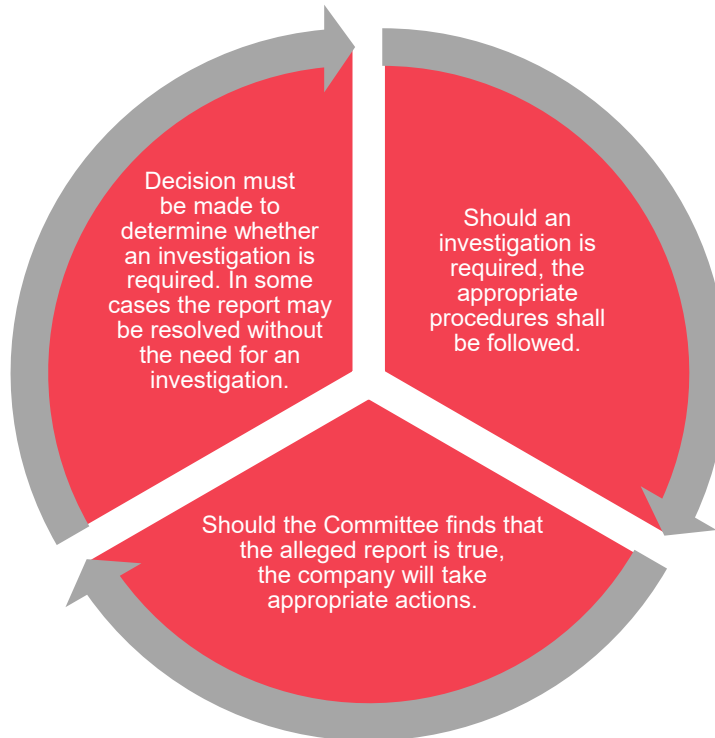 Decision must
be made to
determine whether
an investigation is
required. In some
cases the report may
be resolved without
the need for an
investigation.
Should an
investigation is
required, the
appropriate
procedures shall
be followed.
Should the Committee finds that
the alleged report is true,
the company will take
appropriate actions.